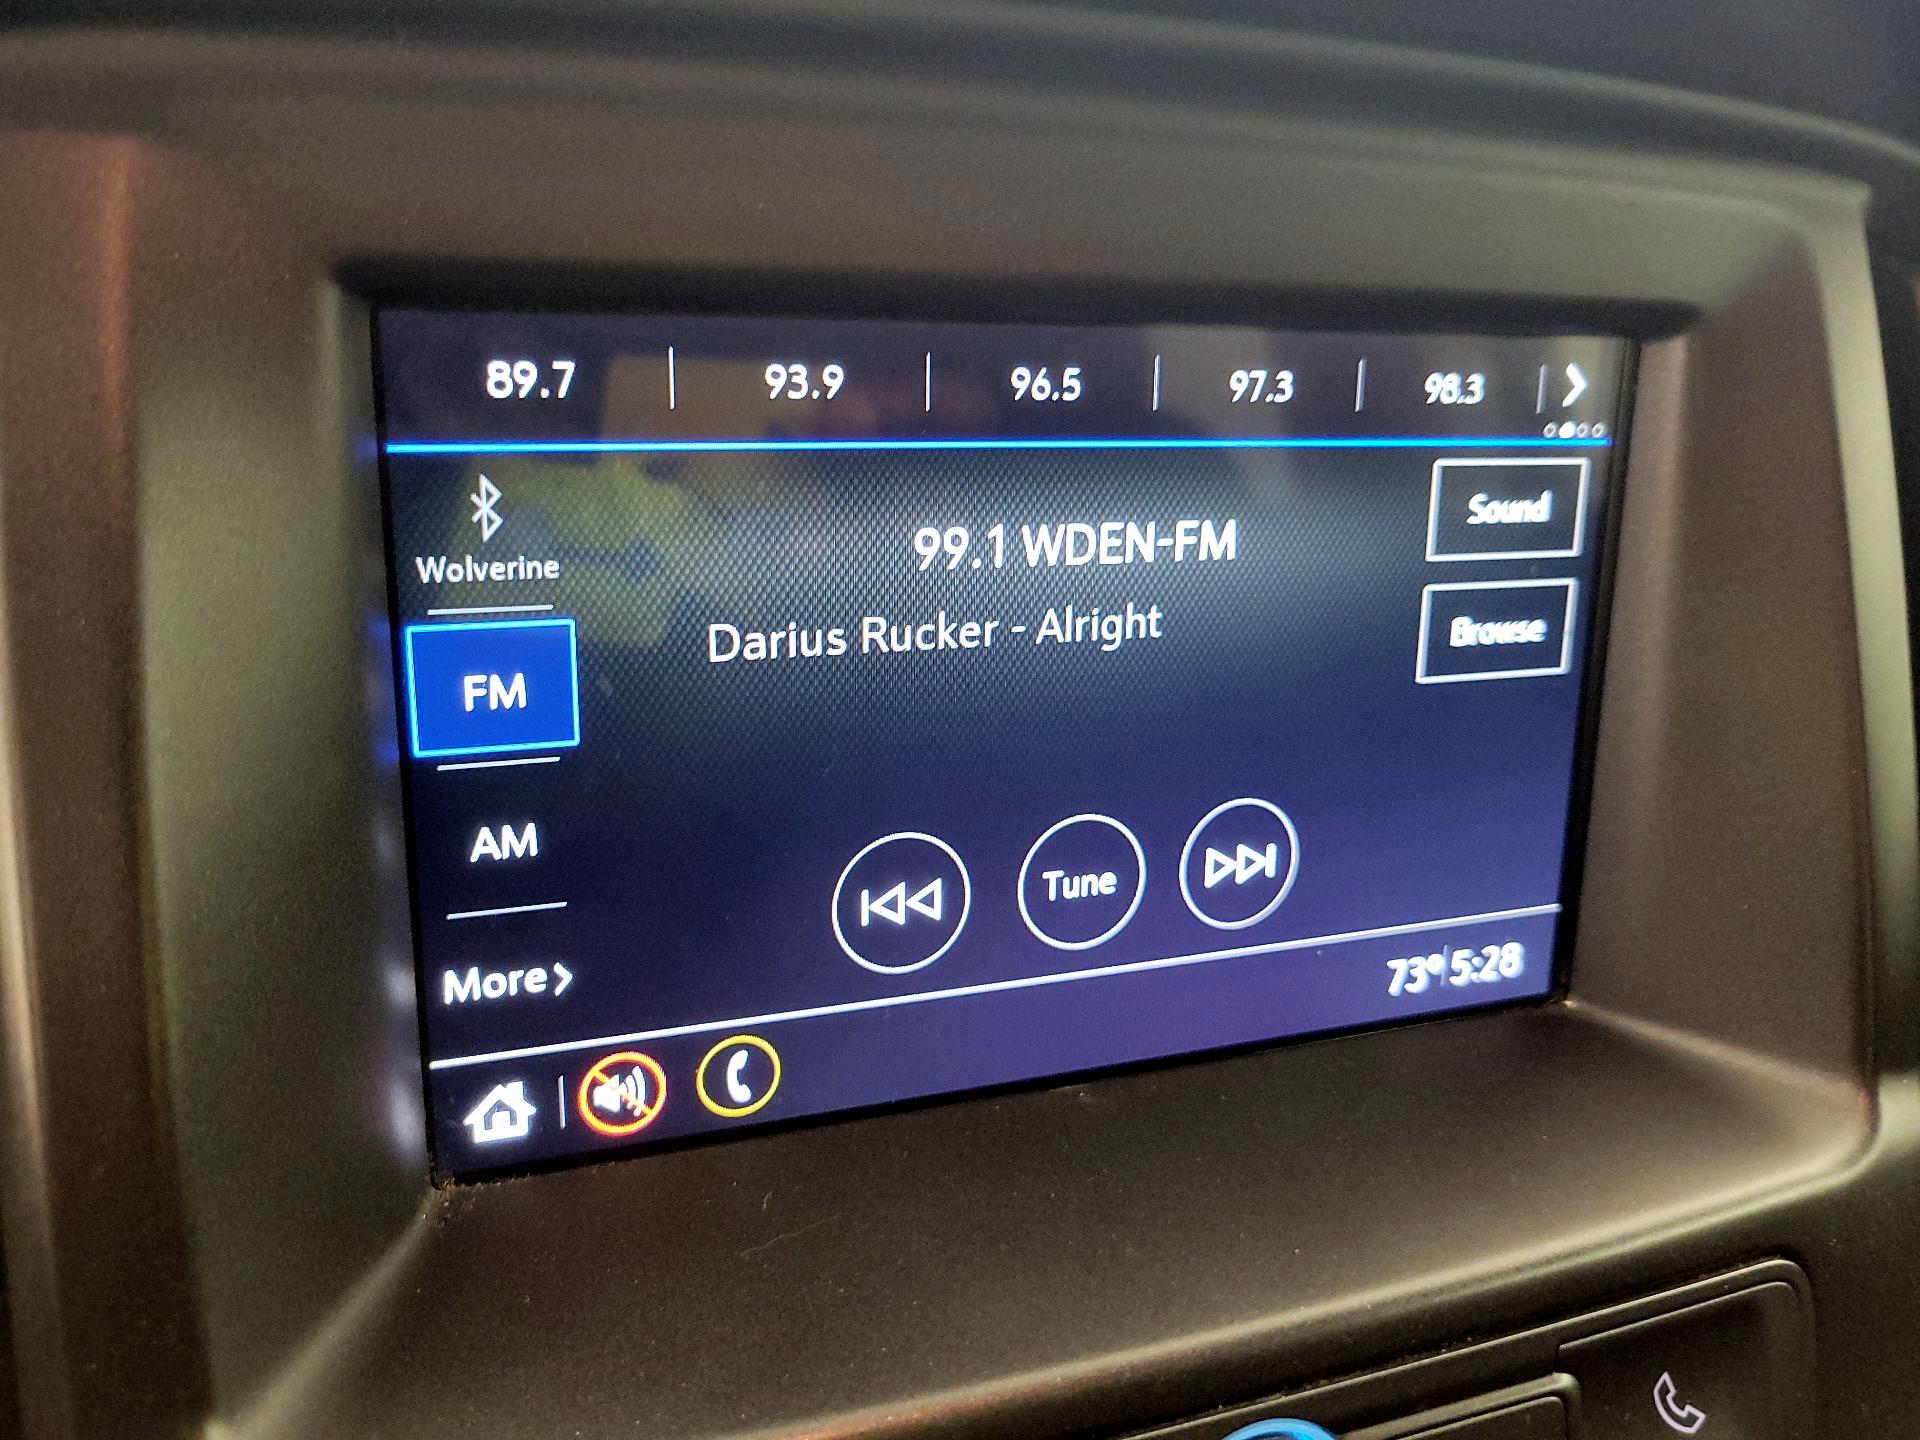 89.7 93.9 96.5 97.3 98.3
Wolverine
99.1 WDEN-FM
Sound
Darius Rucker - Alright
Browse
FM
AM
Tune
More
73° 5:28